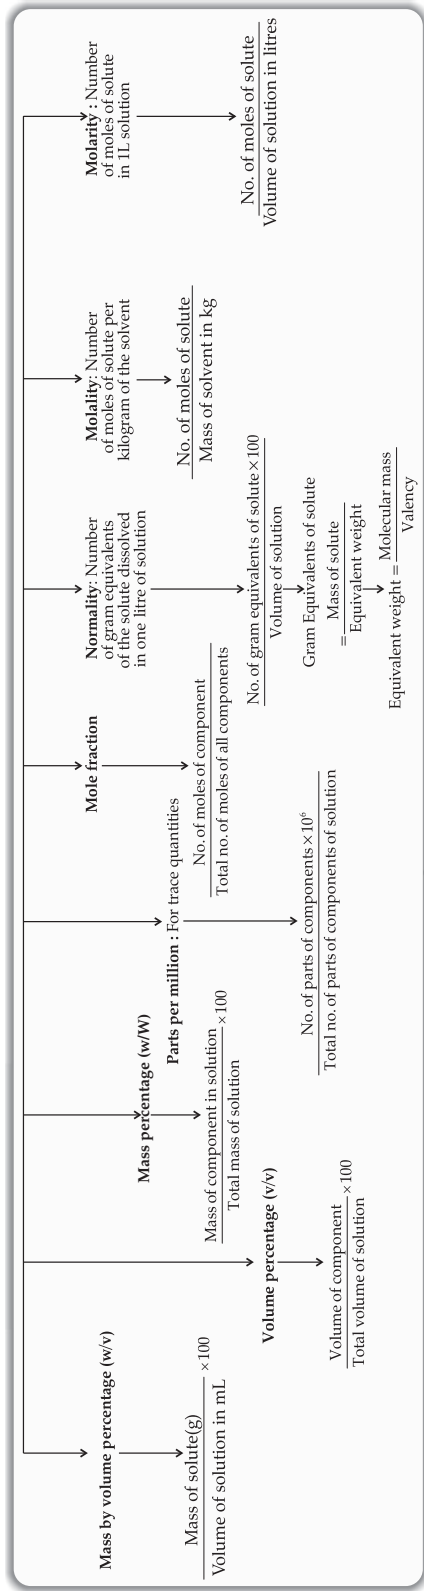 Mass by volume percentage (w/v)
Mass of solute(g)
Volume of solution in mL
×100
Volume percentage (v/v)
Volume of component
Total volume of solution
×100
Mass percentage (w/W)
Mass of component in solution
Total mass of solution
×100
Parts per million : For trace quantities
No. of parts of components×10⁶
Total no. of parts of components of solution
Mole fraction
No. of moles of component
Total no. of moles of all components
Normality: Number
of gram equivalents
of the solute dissolved
in one litre of solution
No. of gram equivalents of solute×100
Volume of solution
Gram Equivalents of solute
= Mass of solute
Equivalent weight
Equivalent weight = Molecular mass
Valency
Molality: Number
of moles of solute per
kilogram of the solvent
No. of moles of solute
Mass of solvent in kg
Molarity : Number
of moles of solute
in 1L solution
No. of moles of solute
Volume of solution in litres